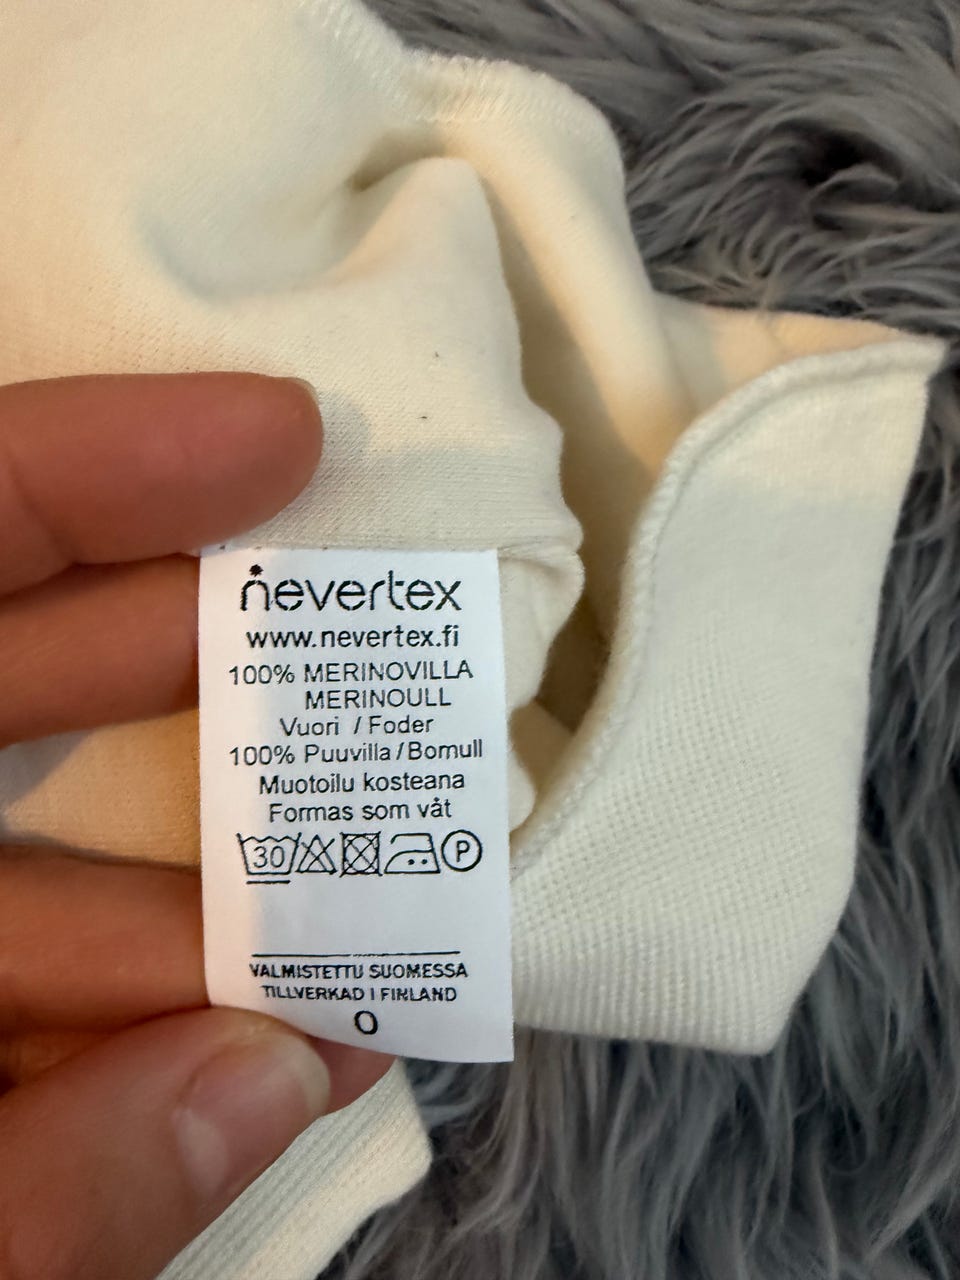 nevertex
www.nevertex.fi
100% MERINOVILLA
MERINOULL
Vuori / Foder
100% Puuvilla/Bomull
Muotoilu kosteana
Formas som våt
30 P
VALMISTETTU SUOMESSA
TILLVERKAD I FINLAND
0